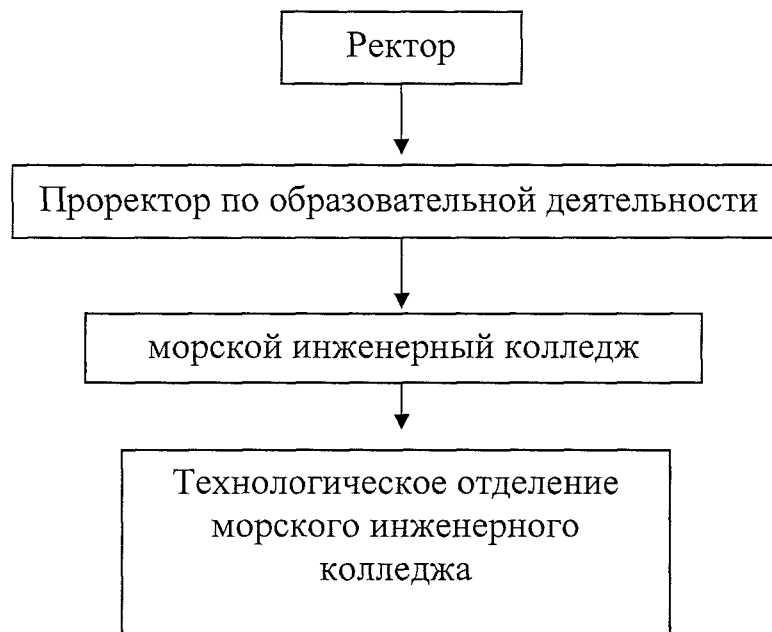 Ректор
Проректор по образовательной деятельности
морской инженерный колледж
Технологическое отделение
морского инженерного
колледжа